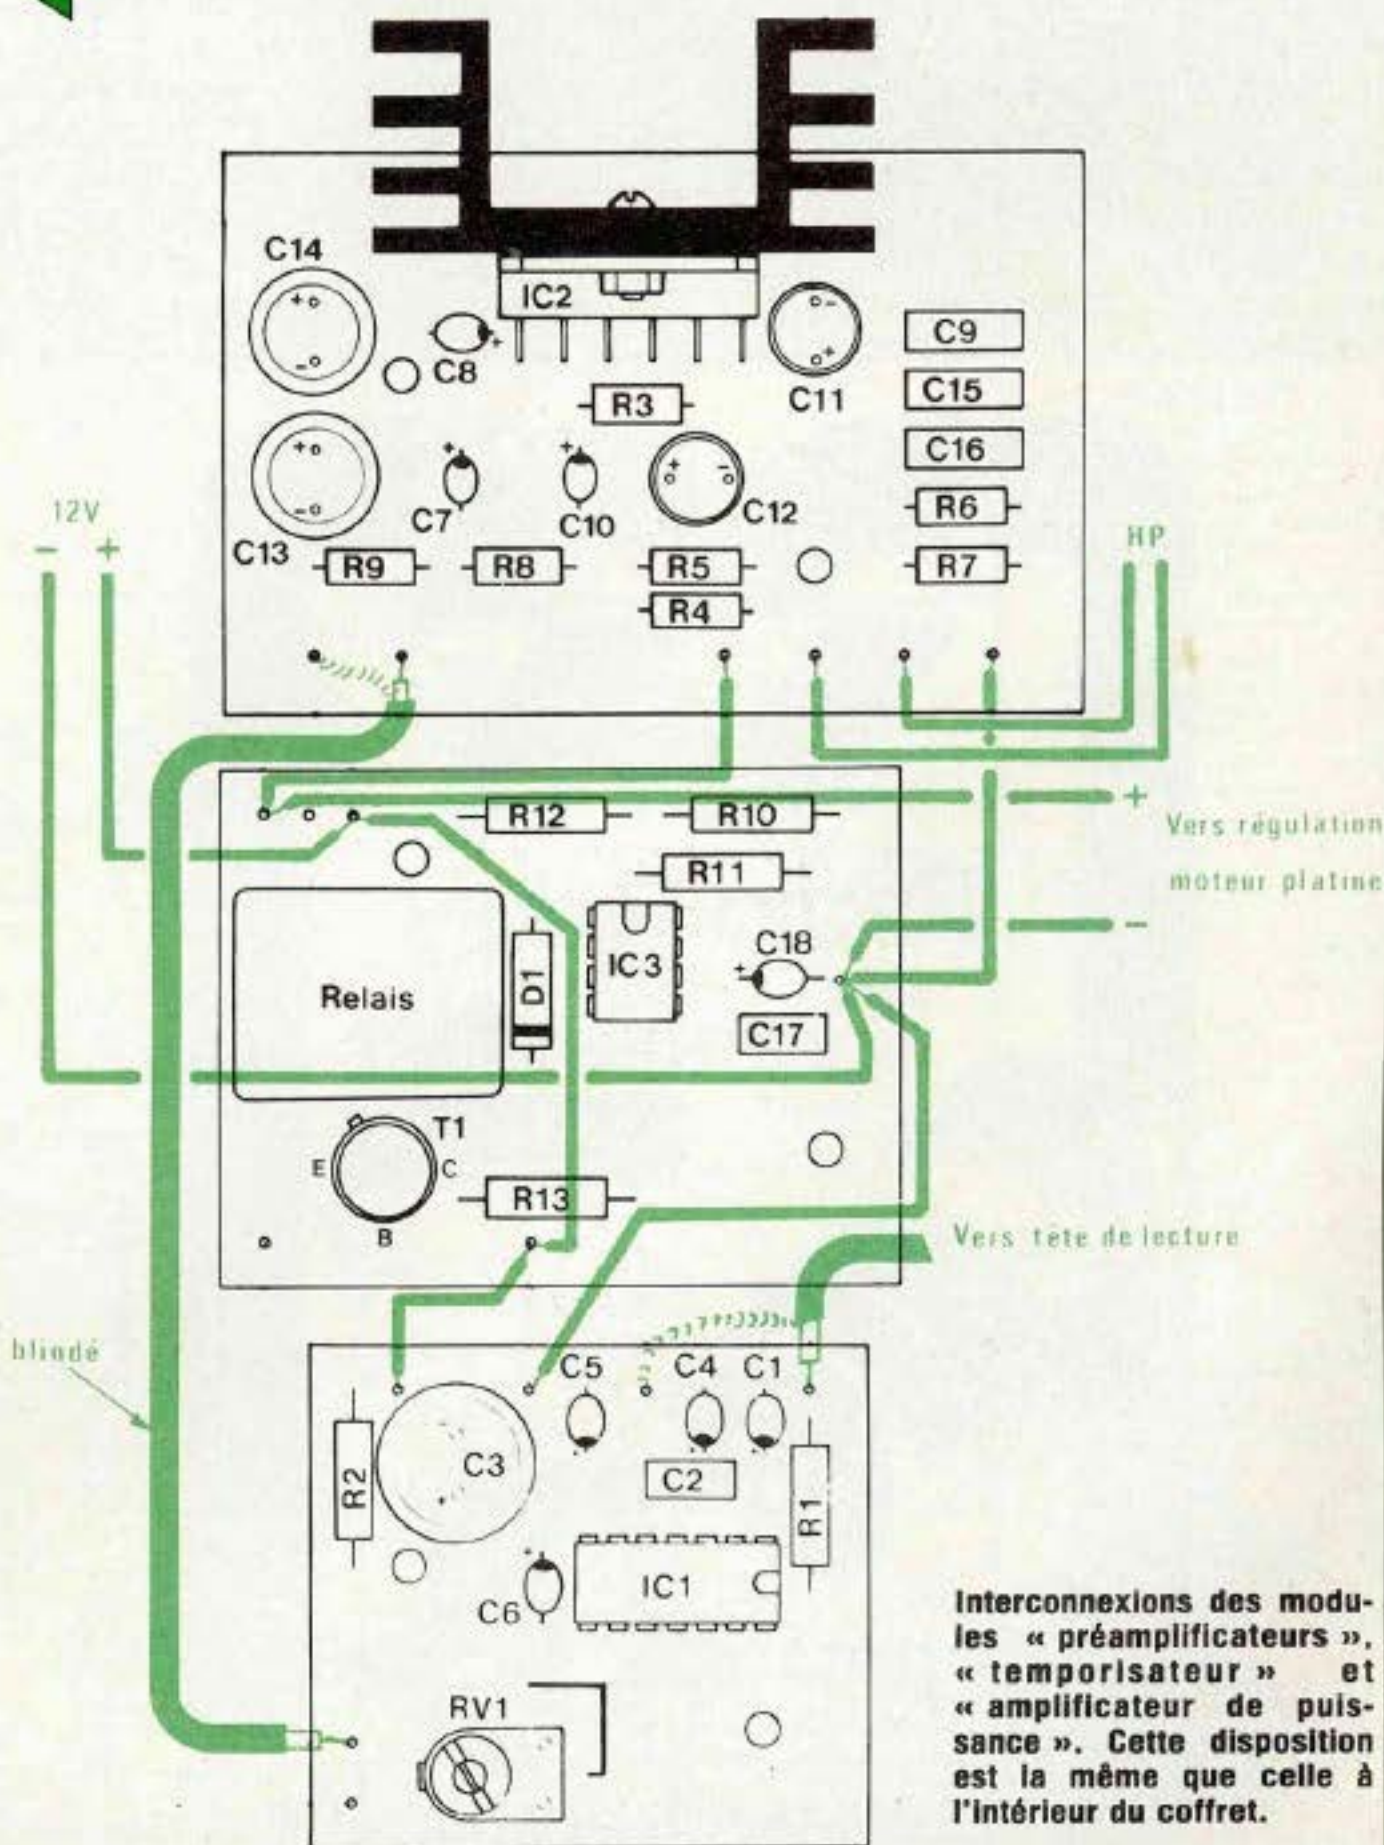 C14
IC2
C8
C11
C9
C15
C16
R3
R6
R7
C7
C10
C12
C13
R9
R8
R5
R4
12V
- +
HP
R12
R10
R11
+
Vers régulation
moteur platine
-
Relais
D1
IC3
C18
C17
T1
E
C
B
R13
Vers tête de lecture
blindé
C5
C4
C1
R2
C3
C2
R1
C6
IC1
RV1
Interconnexions des modu-
les « préamplificateurs »,
« temporisateur » et
« amplificateur de puis-
sance ». Cette disposition
est la même que celle à
l'intérieur du coffret.